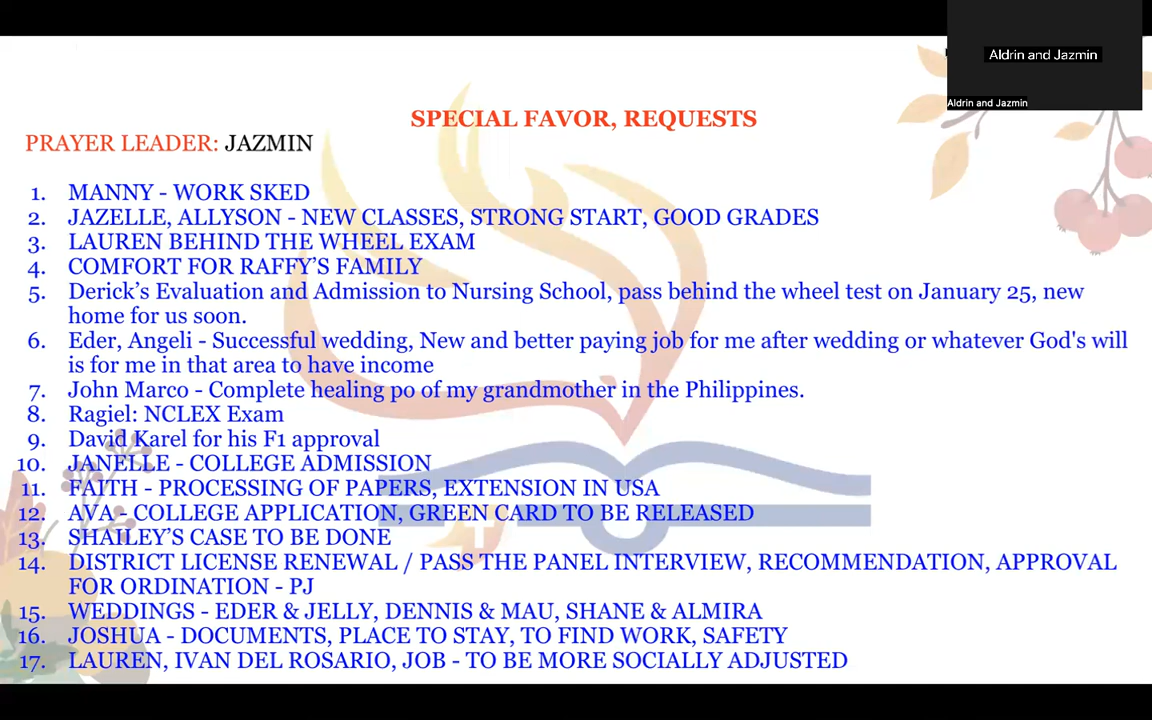 Aldrin and Jazmin
Aldrin and Jazmin
SPECIAL FAVOR, REQUESTS
PRAYER LEADER: JAZMIN
1. MANNY - WORK SKED
2. JAZELLE, ALLYSON - NEW CLASSES, STRONG START, GOOD GRADES
3. LAUREN BEHIND THE WHEEL EXAM
4. COMFORT FOR RAFFY'S FAMILY
5. Derick's Evaluation and Admission to Nursing School, pass behind the wheel test on January 25, new
home for us soon.
6. Eder, Angeli - Successful wedding, New and better paying job for me after wedding or whatever God's will
is for me in that area to have income
7. John Marco - Complete healing po of my grandmother in the Philippines.
8. Ragiel: NCLEX Exam
9. David Karel for his F1 approval
10. JANELLE - COLLEGE ADMISSION
11. FAITH - PROCESSING OF PAPERS, EXTENSION IN USA
12. AVA - COLLEGE APPLICATION, GREEN CARD TO BE RELEASED
13. SHAILEY'S CASE TO BE DONE
14. DISTRICT LICENSE RENEWAL / PASS THE PANEL INTERVIEW, RECOMMENDATION, APPROVAL
FOR ORDINATION - PJ
15. WEDDINGS - EDER & JELLY, DENNIS & MAU, SHANE & ALMIRA
16. JOSHUA - DOCUMENTS, PLACE TO STAY, TO FIND WORK, SAFETY
17. LAUREN, IVAN DEL ROSARIO, JOB - TO BE MORE SOCIALLY ADJUSTED